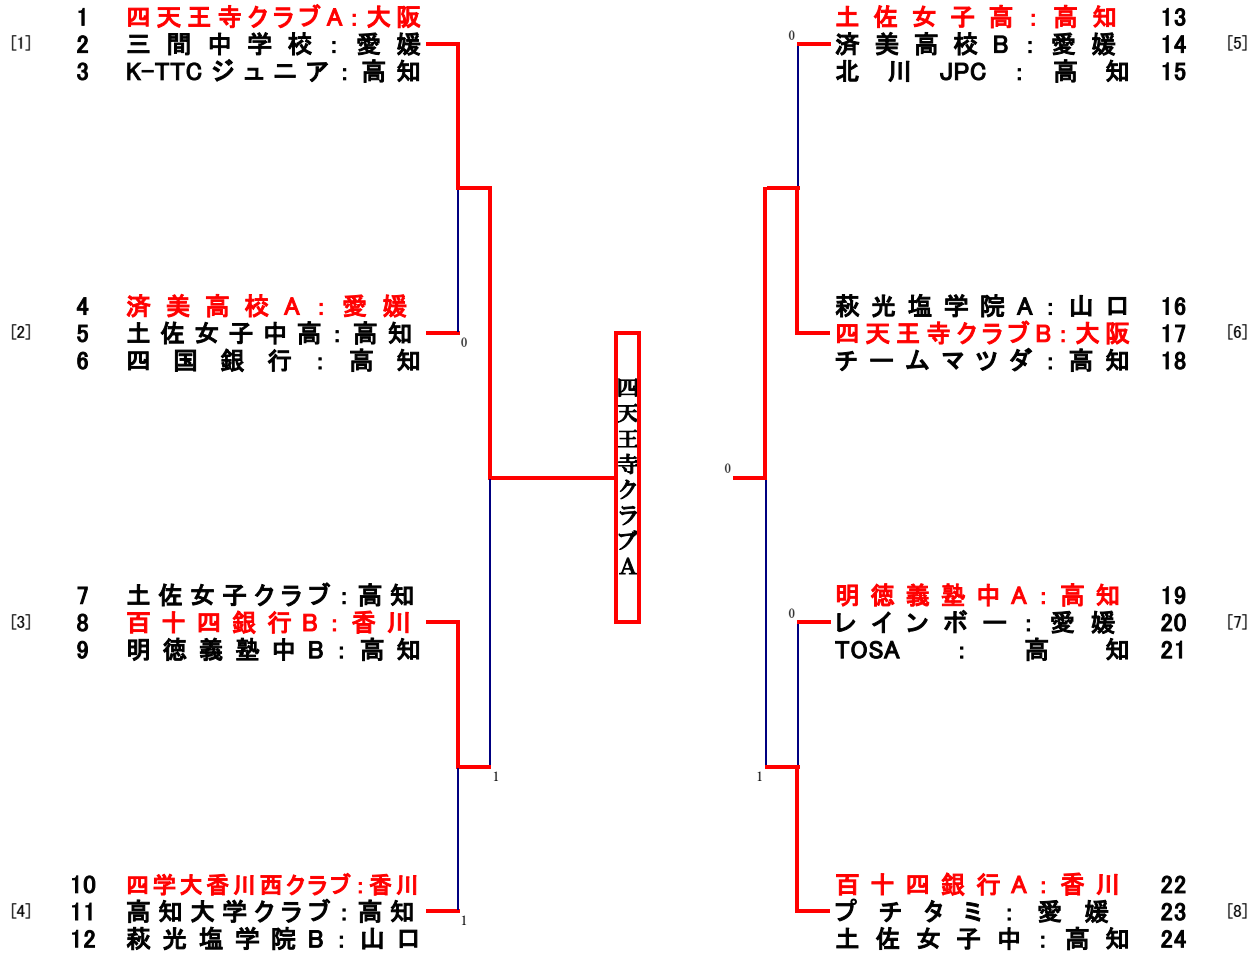 1 四天王寺クラブA:大阪
[1] 2 三間中学校:愛媛
3 K-TTCジュニア:高知
4 済美高校A:愛媛
[2] 5 土佐女子中高:高知
6 四国銀行:高知
0
7 土佐女子クラブ:高知
[3] 8 百十四銀行B:香川
9 明徳義塾中B:高知
1
10 四学大香川西クラブ:香川
[4] 11 高知大学クラブ:高知
12 萩光塩学院B:山口
1
四天王寺クラブA
土佐女子高:高知 13
0 済美高校B:愛媛 14 [5]
北川JPC:高知 15
萩光塩学院A:山口 16
四天王寺クラブB:大阪 17 [6]
チームマツダ:高知 18
0
明徳義塾中A:高知 19
0 レインボー:愛媛 20 [7]
TOSA:高知 21
1
百十四銀行A:香川 22
プチタミ:愛媛 23 [8]
土佐女子中:高知 24